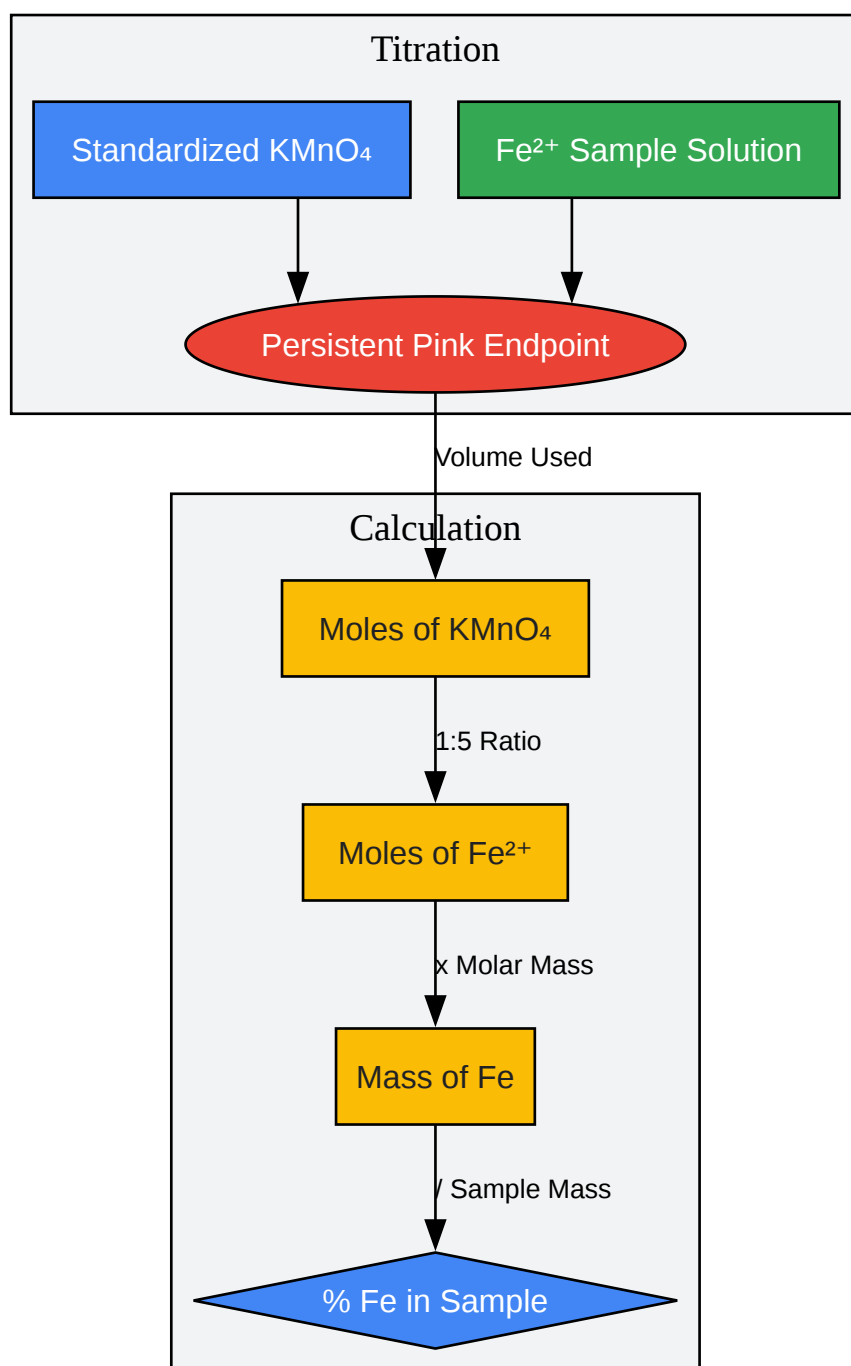 Titration
Standardized KMnO₄
Fe²⁺ Sample Solution
Persistent Pink Endpoint
Volume Used
Calculation
Moles of KMnO₄
1:5 Ratio
Moles of Fe²⁺
x Molar Mass
Mass of Fe
/ Sample Mass
% Fe in Sample